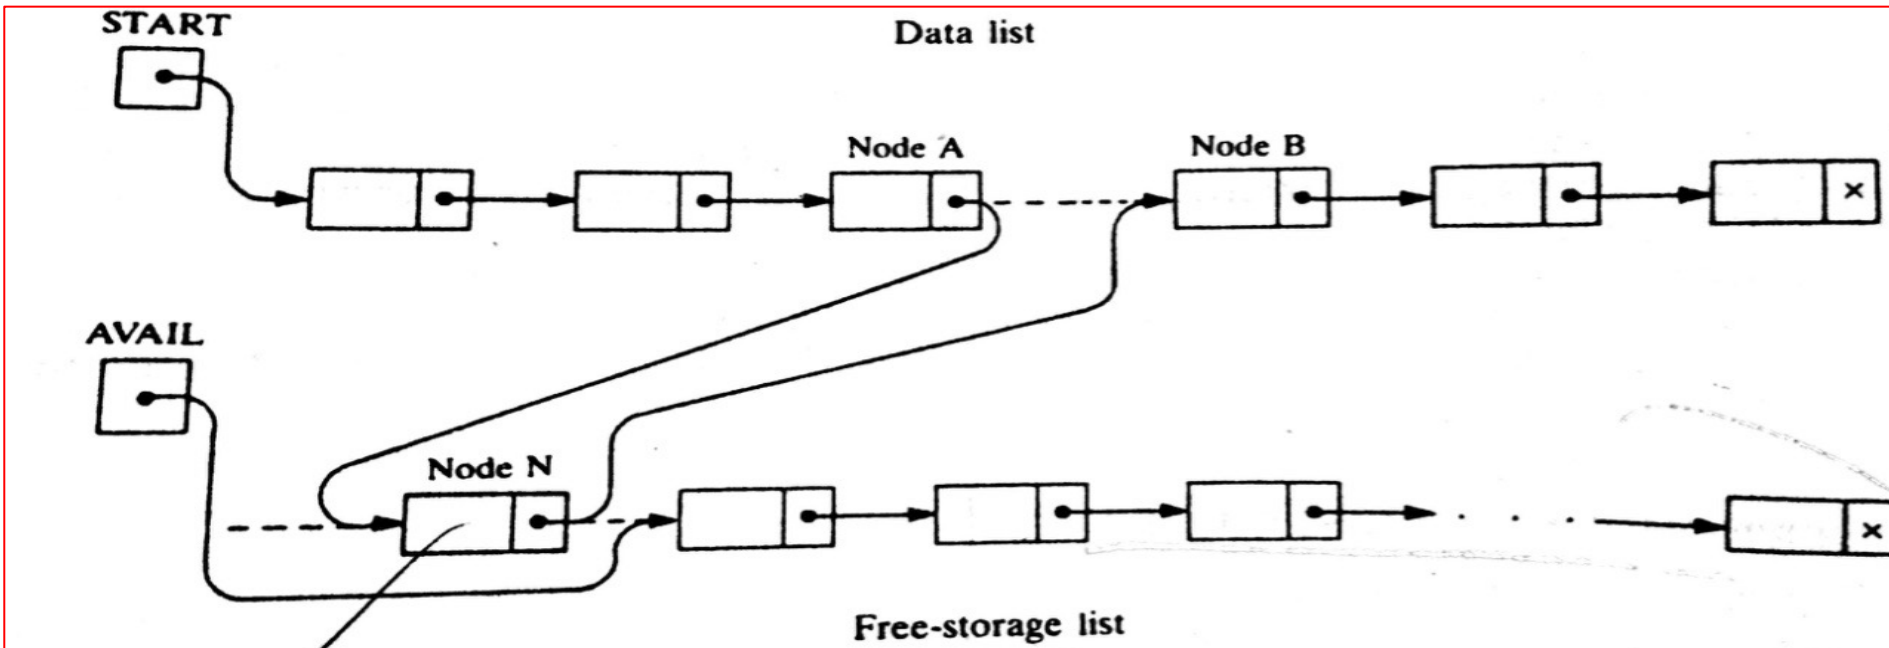 START
Data list
Node A
Node B
×
AVAIL
Node N
. . .
×
Free-storage list